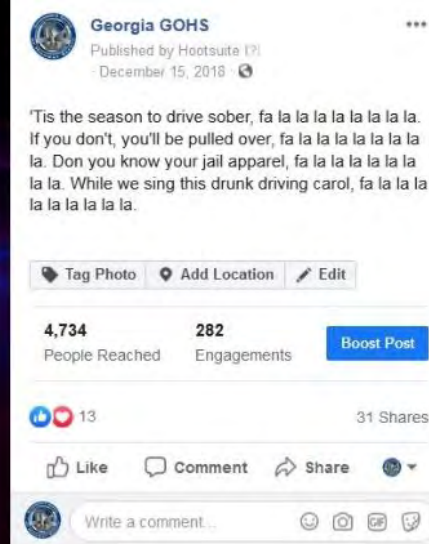 Georgia GOHS
Published by Hootsuite [?]
· December 15, 2018 ·
'Tis the season to drive sober, fa la la la la la la la la.
If you don't, you'll be pulled over, fa la la la la la la la
la. Don you know your jail apparel, fa la la la la la la
la la. While we sing this drunk driving carol, fa la la la
la la la la la la.
Tag Photo Add Location Edit
4,734 282
People Reached Engagements Boost Post
13 31 Shares
Like Comment Share
Write a comment...
GIF